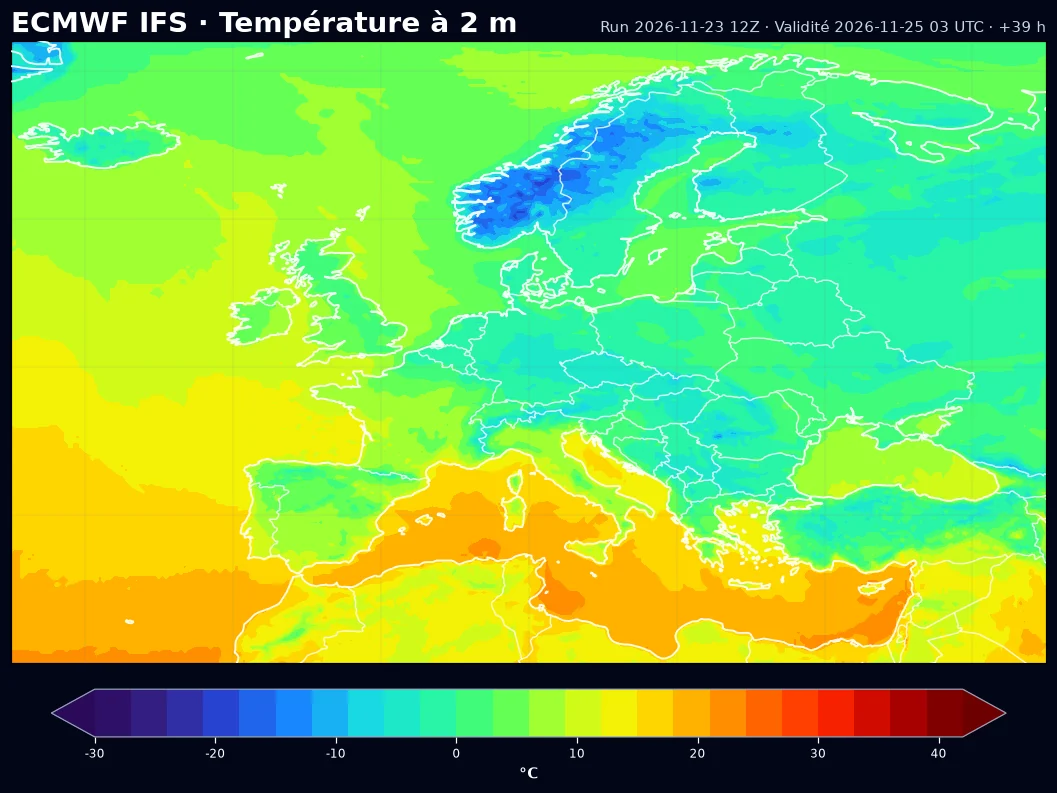 ECMWF IFS · Température à 2 m
Run 2026-11-23 12Z · Validité 2026-11-25 03 UTC · +39 h
-30 -20 -10 0 10 20 30 40
°C